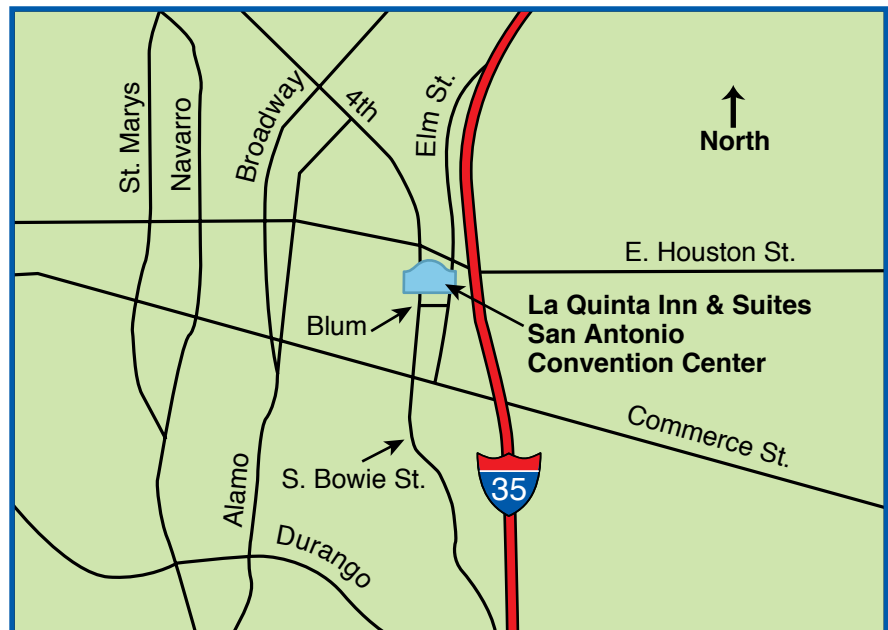 St. Marys
Navarro
Broadway
4th
Elm St.
North
E. Houston St.
La Quinta Inn & Suites
San Antonio
Convention Center
Blum
Commerce St.
S. Bowie St.
35
Alamo
Durango